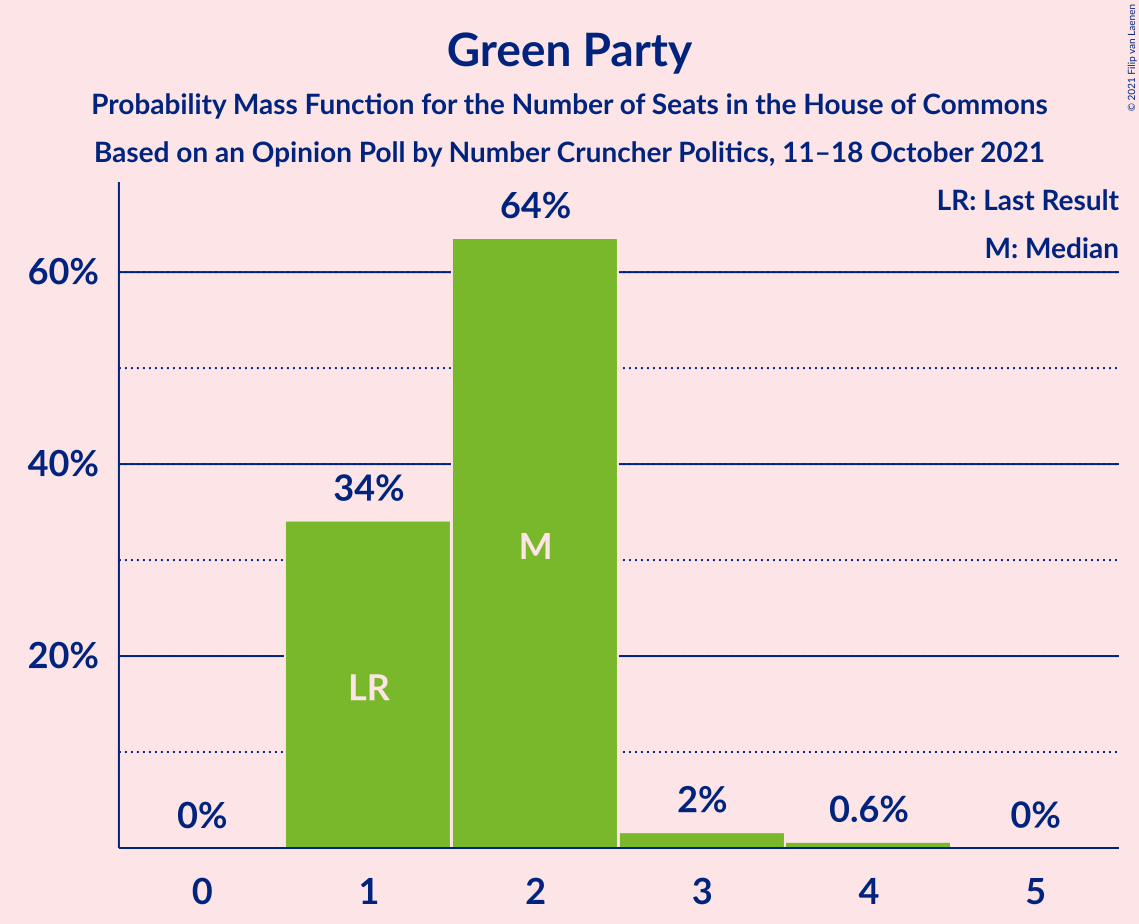 Green Party
Probability Mass Function for the Number of Seats in the House of Commons
Based on an Opinion Poll by Number Cruncher Politics, 11–18 October 2021
© 2021 Filip van Laenen
LR: Last Result
M: Median
64%
60%
40%
34%
M
20%
LR
0%
2%
0.6%
0%
0 1 2 3 4 5